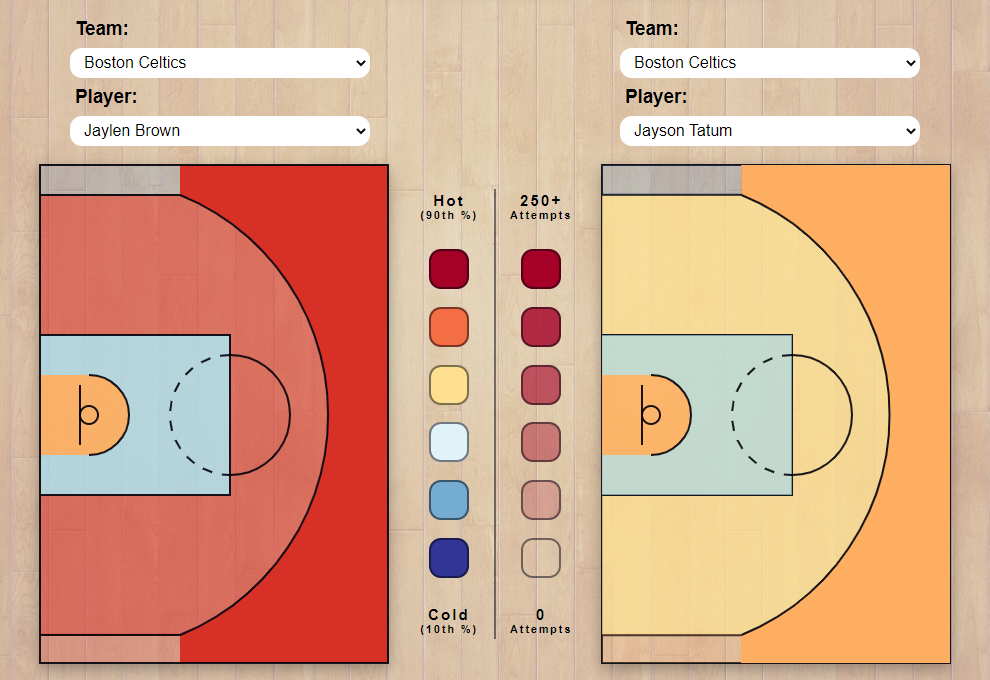 Team:
Boston Celtics
Player:
Jaylen Brown
Hot
(90th %)
Cold
(10th %)
250+
Attempts
0
Attempts
Team:
Boston Celtics
Player:
Jayson Tatum